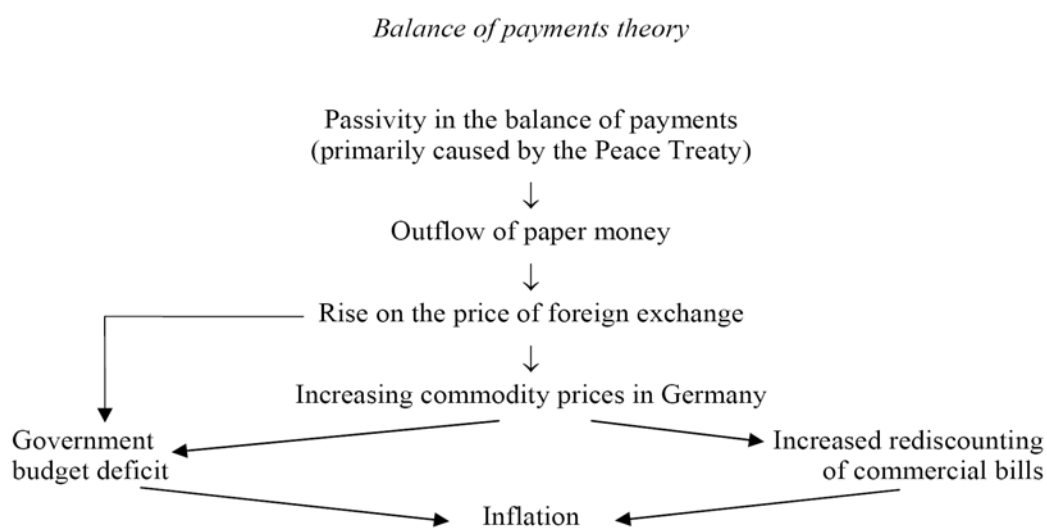 Balance of payments theory
Passivity in the balance of payments
(primarily caused by the Peace Treaty)
Outflow of paper money
Rise on the price of foreign exchange
Increasing commodity prices in Germany
Government
budget deficit
Increased rediscounting
of commercial bills
Inflation